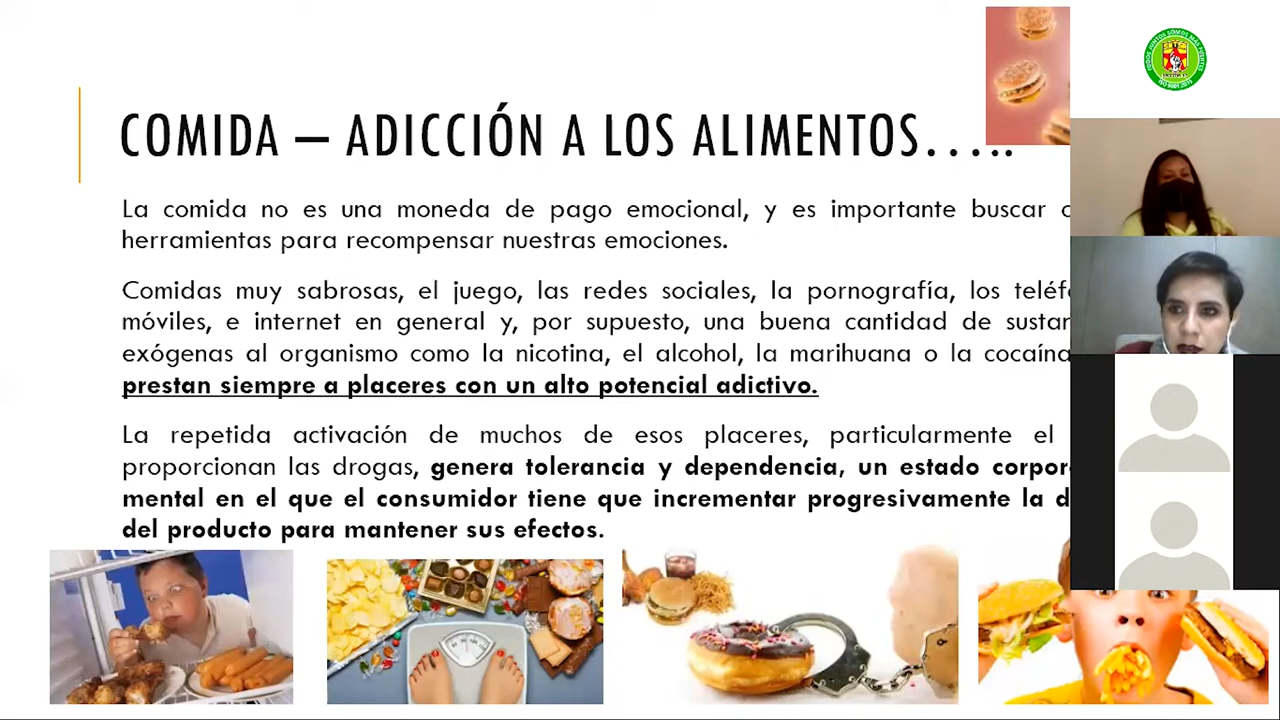 COMIDA – ADICCIÓN A LOS ALIMENTOS.....
La comida no es una moneda de pago emocional, y es importante buscar
herramientas para recompensar nuestras emociones.
Comidas muy sabrosas, el juego, las redes sociales, la pornografía, los
móviles, e internet en general y, por supuesto, una buena cantidad de
exógenas al organismo como la nicotina, el alcohol, la marihuana o la cocaína
prestan siempre a placeres con un alto potencial adictivo.
La repetida activación de muchos de esos placeres, particularmente el
proporcionan las drogas, genera tolerancia y dependencia, un estado
mental en el que el consumidor tiene que incrementar progresivamente la
del producto para mantener sus efectos.